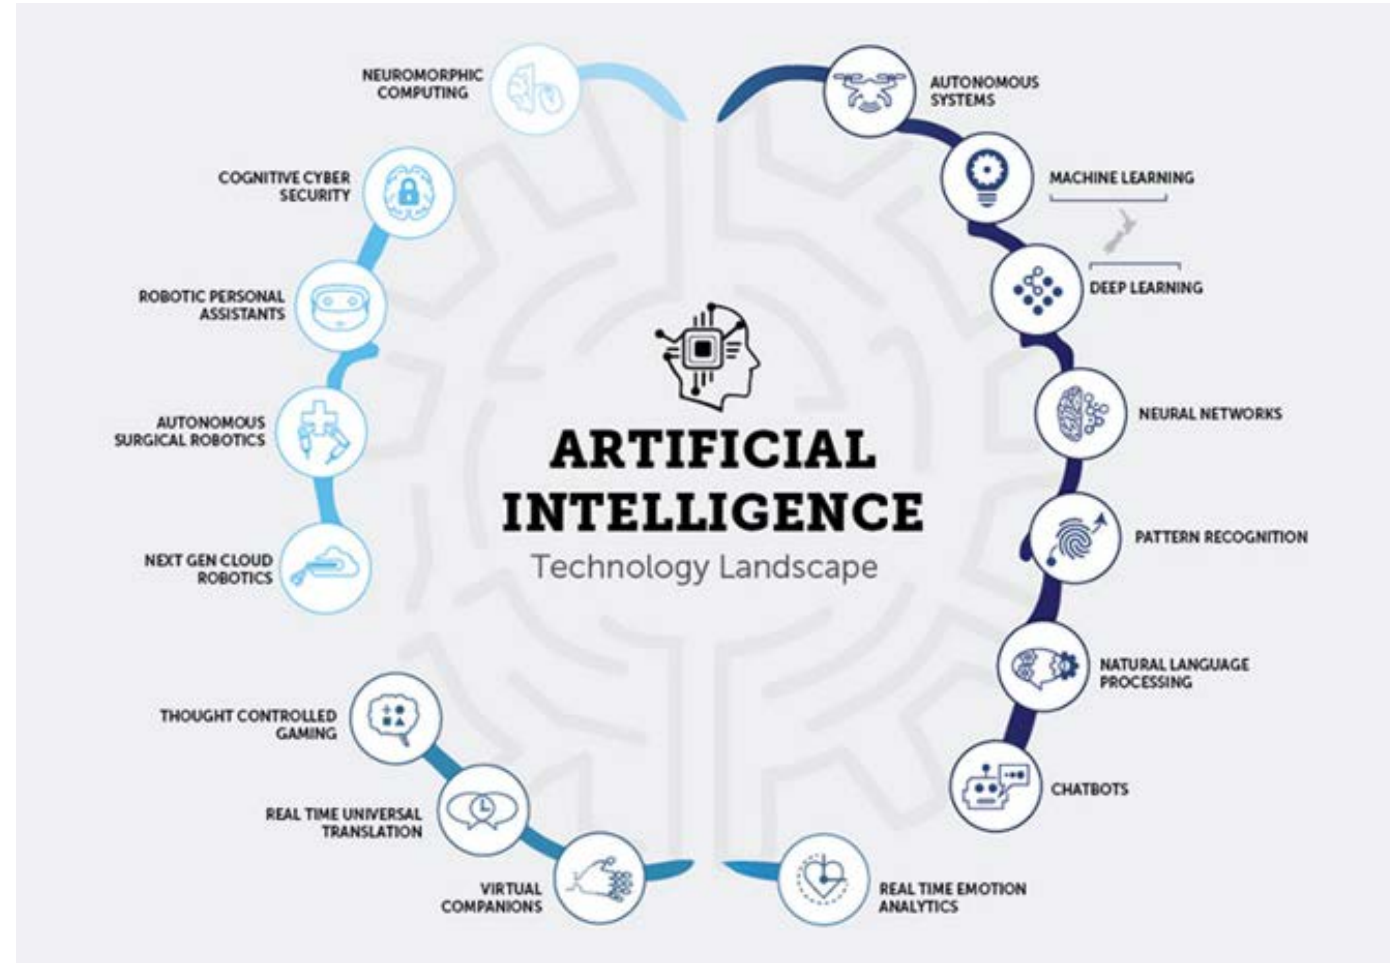 NEUROMORPHIC
COMPUTING
COGNITIVE CYBER
SECURITY
ROBOTIC PERSONAL
ASSISTANTS
AUTONOMOUS
SURGICAL ROBOTICS
NEXT GEN CLOUD
ROBOTICS
THOUGHT CONTROLLED
GAMING
REAL TIME UNIVERSAL
TRANSLATION
VIRTUAL
COMPANIONS
ARTIFICIAL
INTELLIGENCE
Technology Landscape
AUTONOMOUS
SYSTEMS
MACHINE LEARNING
DEEP LEARNING
NEURAL NETWORKS
PATTERN RECOGNITION
NATURAL LANGUAGE
PROCESSING
CHATBOTS
REAL TIME EMOTION
ANALYTICS